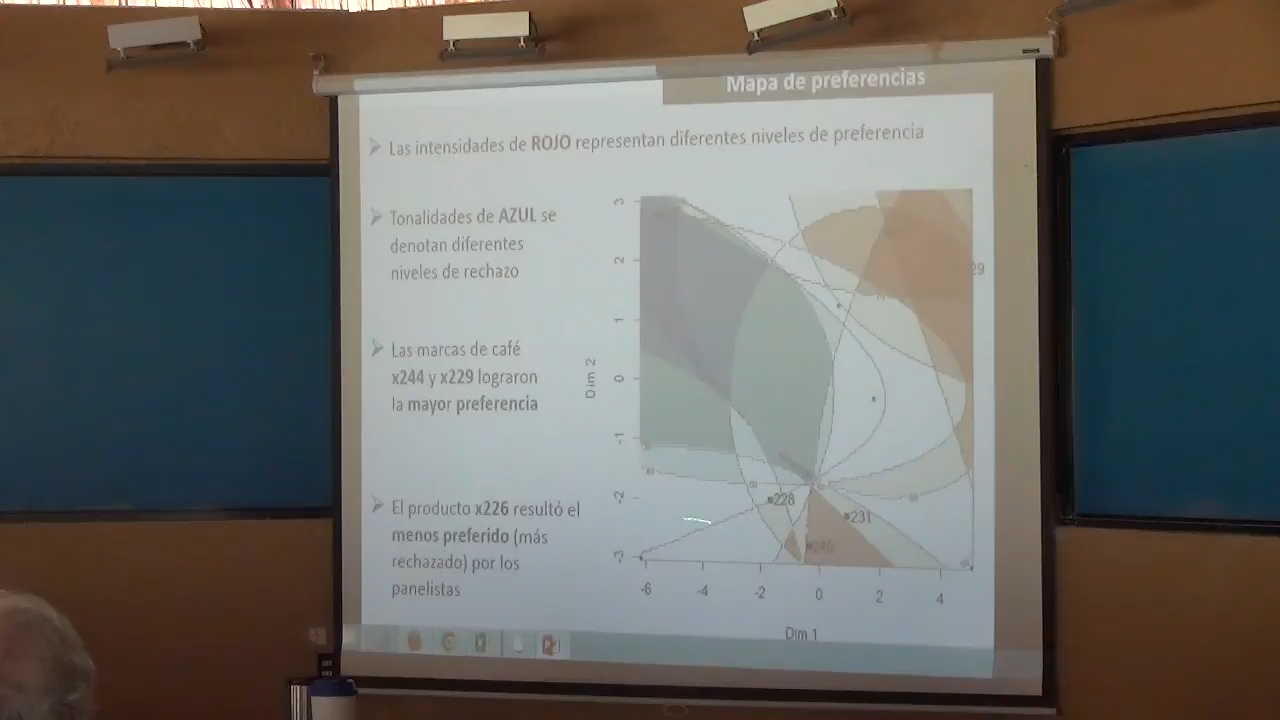 Mapa de preferencias
Las intensidades de ROJO representan diferentes niveles de preferencia
Tonalidades de AZUL se
denotan diferentes
niveles de rechazo
Las marcas de café
x244 y x229 lograron
la mayor preferencia
El producto x226 resultó el
menos preferido (más
rechazado) por los
panelistas
3
2
1
0
-1
-2
-3
Dim 2
29
228
231
240
-6
-4
-2
0
2
4
Dim 1